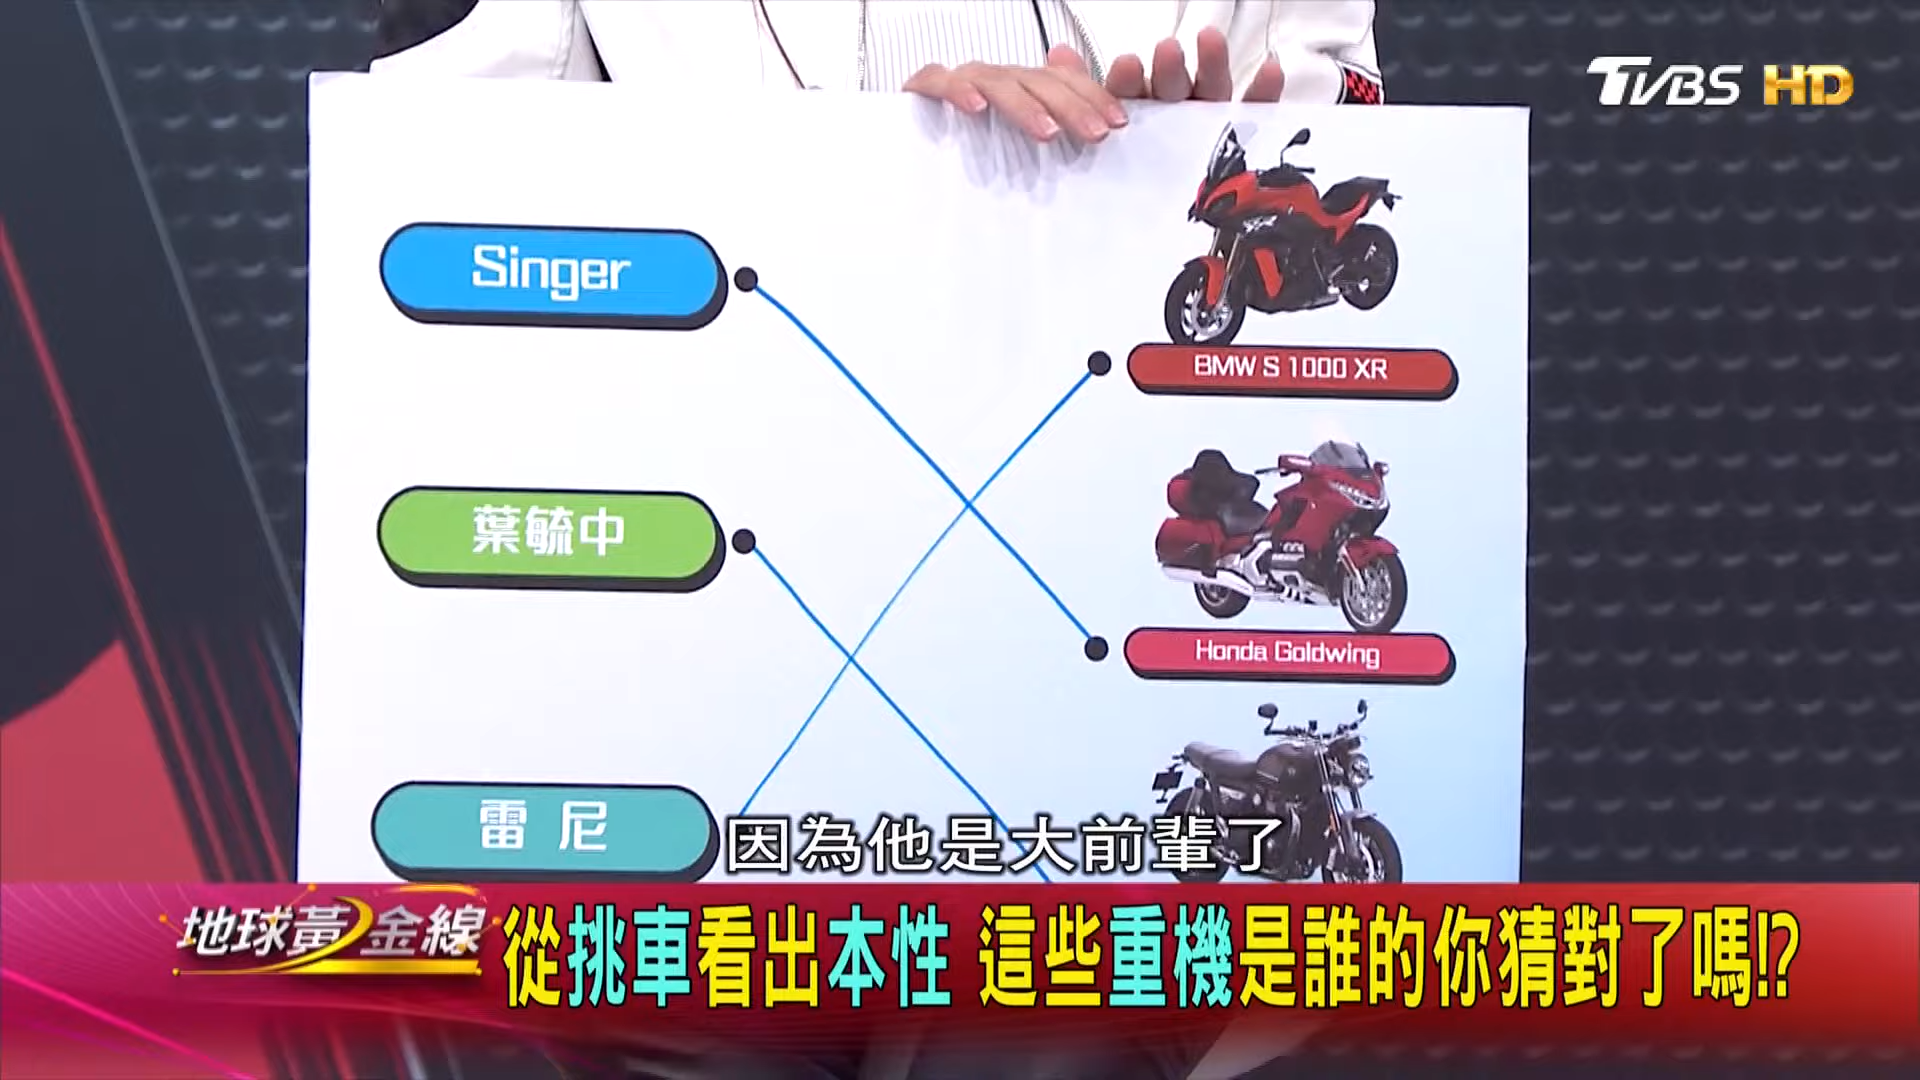 TVBS HD
Singer
BMW S 1000 XR
葉毓中
Honda Goldwing
雷尼
因為他是大前輩了
地球黃金線
從挑車看出本性 這些重機是誰的你猜對了嗎!?